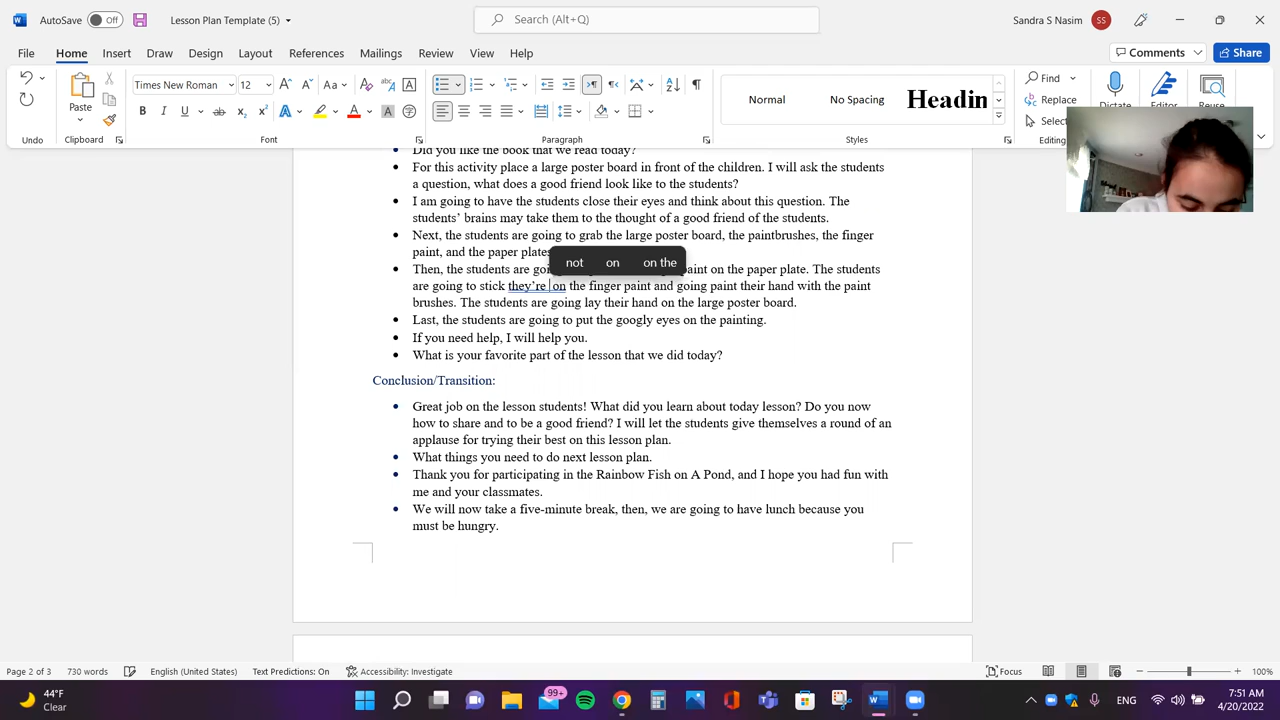 AutoSave Off Lesson Plan Template (5) Search (Alt+Q) Sandra S Nasim SS
File Home Insert Draw Design Layout References Mailings Review View Help Comments Share
Paste Times New Roman 12 Aa Normal No Spacing Headin Find Replace Select Dictate Editor Reuse
Undo Clipboard Font Paragraph Styles Editing
Did you like the book that we read today?
For this activity place a large poster board in front of the children. I will ask the students
a question, what does a good friend look like to the students?
I am going to have the students close their eyes and think about this question. The
students’ brains may take them to the thought of a good friend of the students.
Next, the students are going to grab the large poster board, the paintbrushes, the finger
paint, and the paper plates
not on on the
Then, the students are paint on the paper plate. The students
are going to stick they’re on the finger paint and going paint their hand with the paint
brushes. The students are going lay their hand on the large poster board.
Last, the students are going to put the googly eyes on the painting.
If you need help, I will help you.
What is your favorite part of the lesson that we did today?
Conclusion/Transition:
Great job on the lesson students! What did you learn about today lesson? Do you now
how to share and to be a good friend? I will let the students give themselves a round of an
applause for trying their best on this lesson plan.
What things you need to do next lesson plan.
Thank you for participating in the Rainbow Fish on A Pond, and I hope you had fun with
me and your classmates.
We will now take a five-minute break, then, we are going to have lunch because you
must be hungry.
Page 2 of 3 730 words English (United States) Text Predictions: On Accessibility: Investigate Focus 100%
44°F
Clear
99+
ENG
7:51 AM
4/20/2022